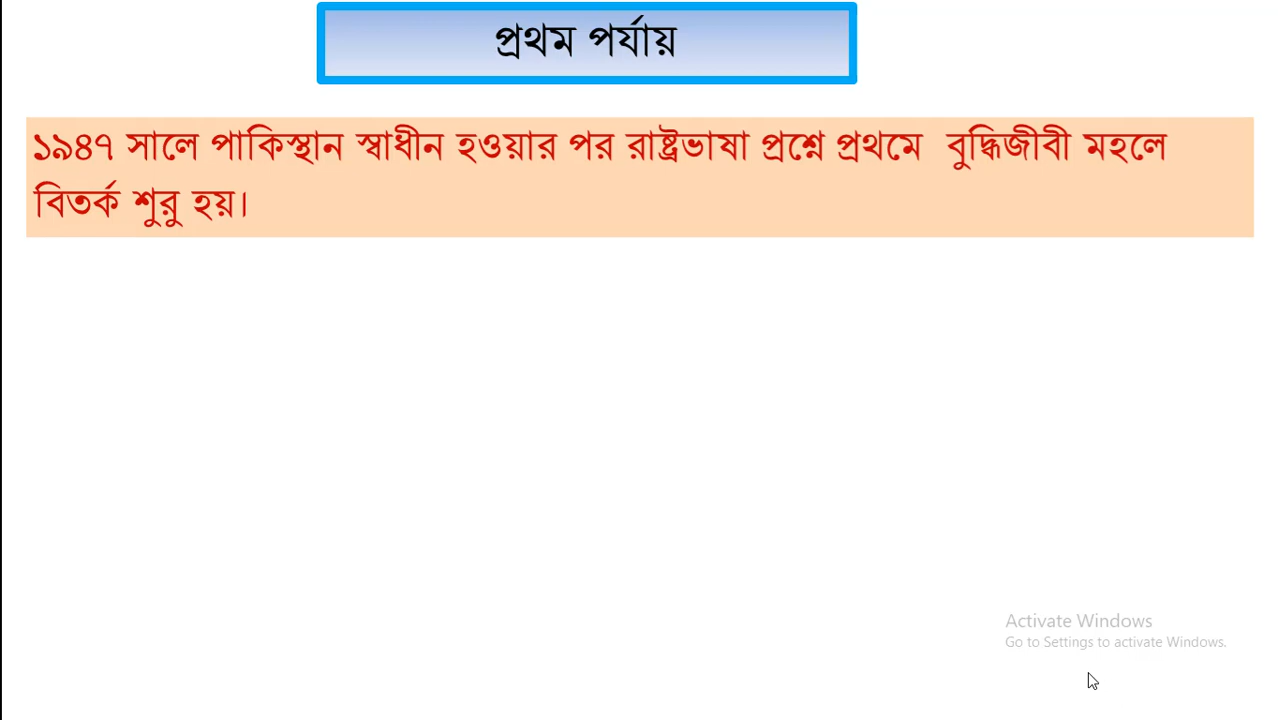 প্রথম পর্যায়
১৯৪৭ সালে পাকিস্থান স্বাধীন হওয়ার পর রাষ্ট্রভাষা প্রশ্নে প্রথমে বুদ্ধিজীবী মহলে
বিতর্ক শুরু হয়।
Activate Windows
Go to Settings to activate Windows.